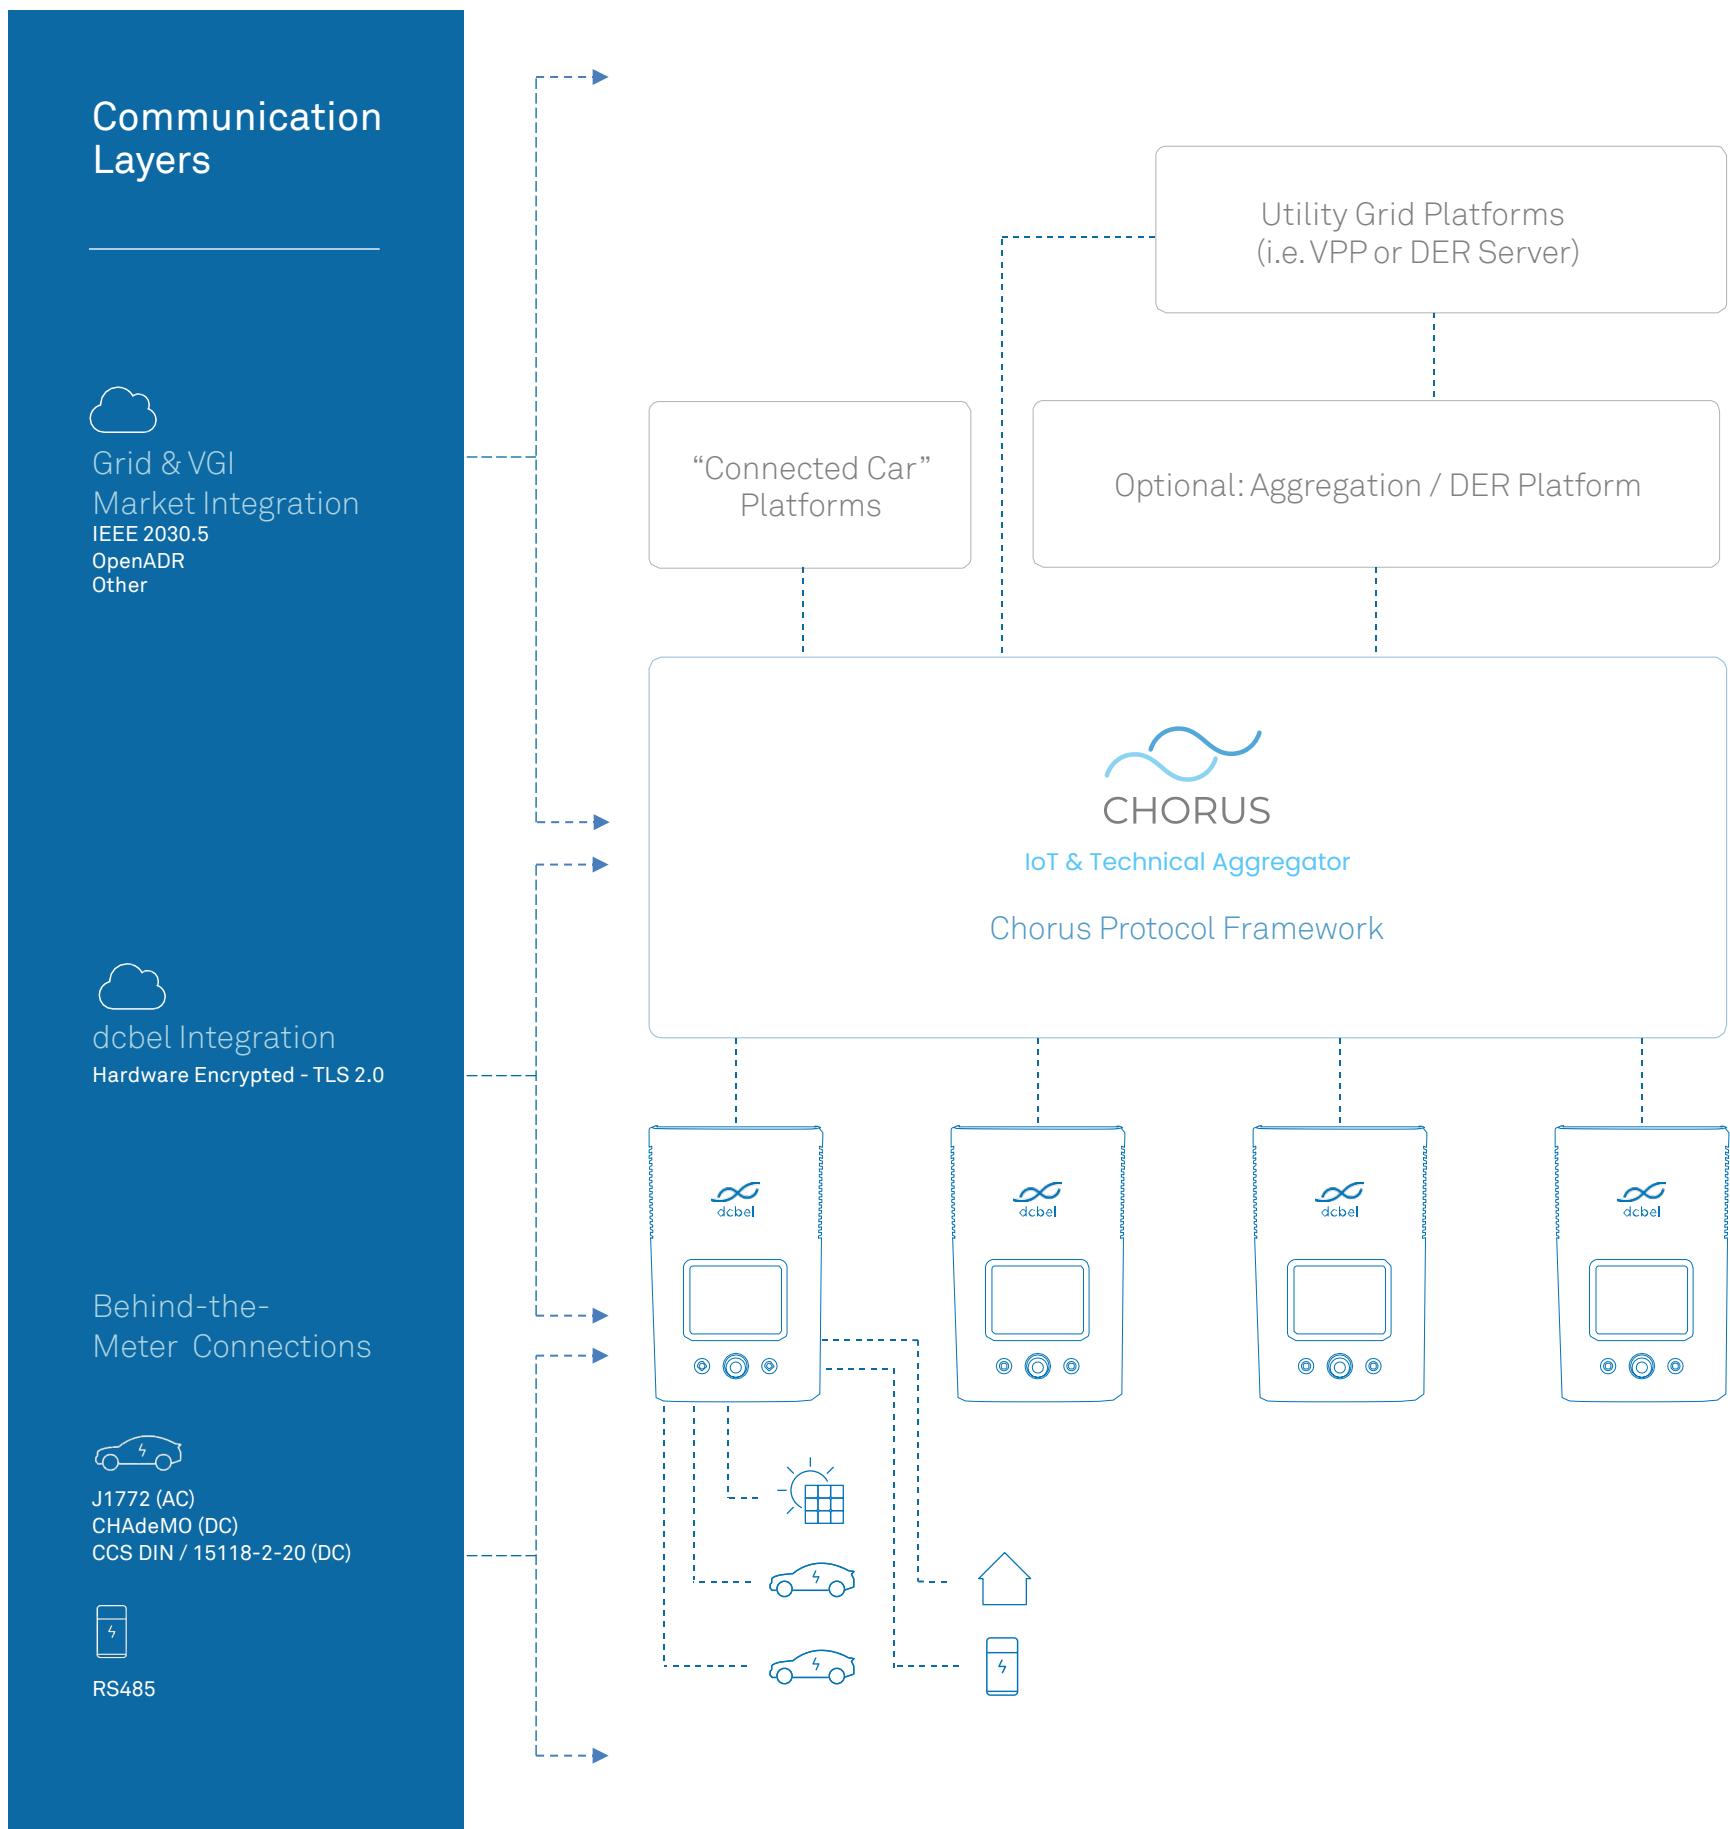 Communication
Layers
Grid & VGI
Market Integration
IEEE 2030.5
OpenADR
Other
dcbel Integration
Hardware Encrypted - TLS 2.0
Behind-the-
Meter Connections
J1772 (AC)
CHAdeMO (DC)
CCS DIN / 15118-2-20 (DC)
RS485
Utility Grid Platforms
(i.e. VPP or DER Server)
“Connected Car”
Platforms
Optional: Aggregation / DER Platform
CHORUS
IoT & Technical Aggregator
Chorus Protocol Framework
dcbel
dcbel
dcbel
dcbel